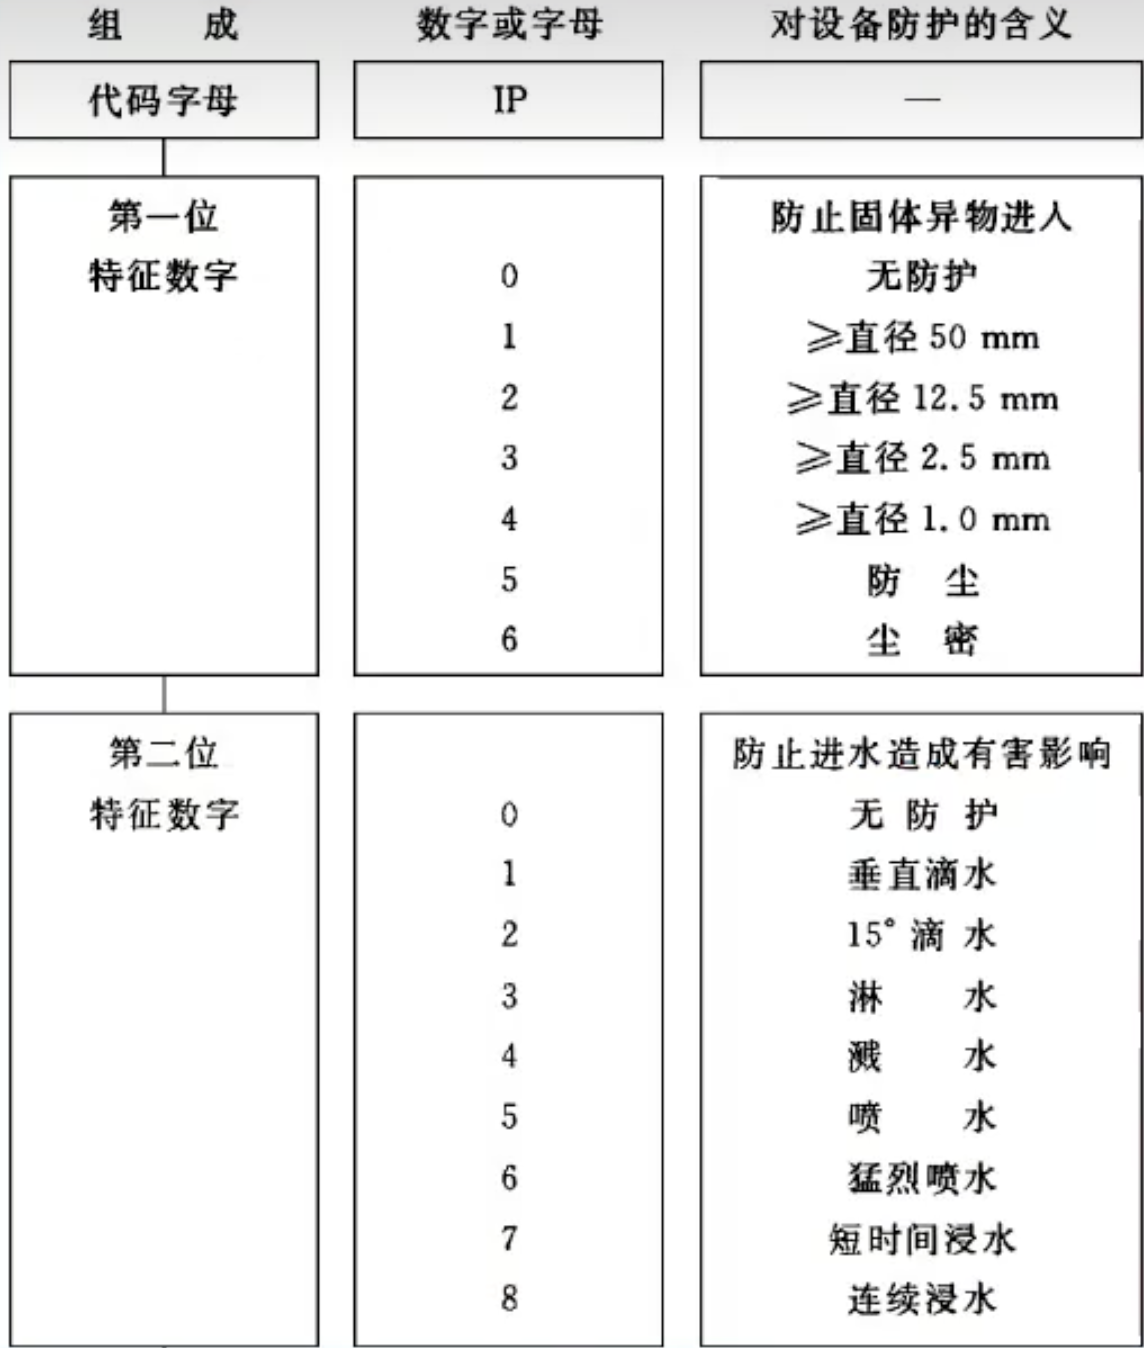 组 成 数字或字母 对设备防护的含义
代码字母 IP —
第一位 防止固体异物进入
特征数字 0 无防护
1 ≥直径 50 mm
2 ≥直径 12.5 mm
3 ≥直径 2.5 mm
4 ≥直径 1.0 mm
5 防 尘
6 尘 密
第二位 防止进水造成有害影响
特征数字 0 无 防 护
1 垂直滴水
2 15°滴 水
3 淋 水
4 溅 水
5 喷 水
6 猛烈喷水
7 短时间浸水
8 连续浸水